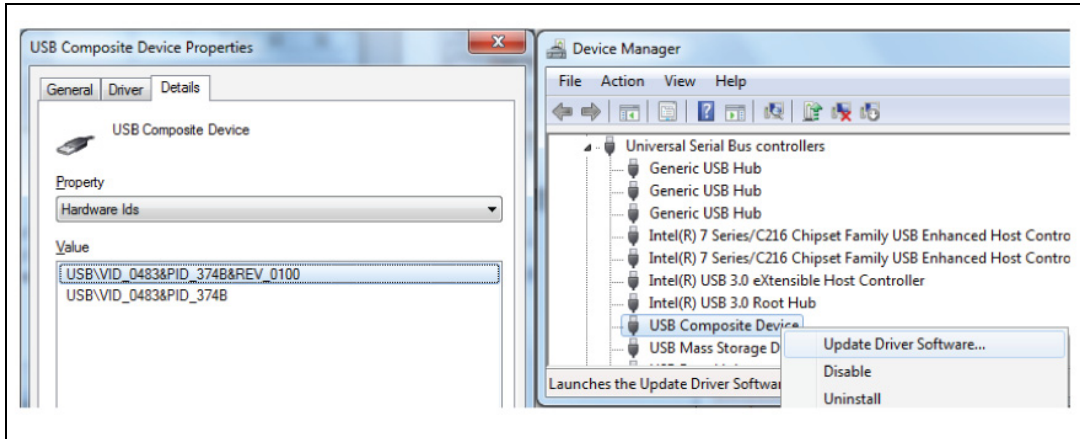 USB Composite Device Properties
General Driver Details
USB Composite Device
Property
Hardware Ids
Value
USB\VID_0483&PID_374B&REV_0100
USB\VID_0483&PID_374B
Device Manager
File Action View Help
Universal Serial Bus controllers
Generic USB Hub
Generic USB Hub
Generic USB Hub
Intel(R) 7 Series/C216 Chipset Family USB Enhanced Host Contro
Intel(R) 7 Series/C216 Chipset Family USB Enhanced Host Contro
Intel(R) USB 3.0 eXtensible Host Controller
Intel(R) USB 3.0 Root Hub
USB Composite Device
USB Mass Storage D
Launches the Update Driver Softwar
Update Driver Software...
Disable
Uninstall